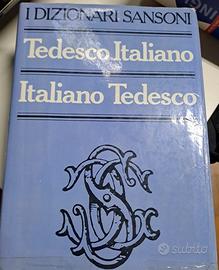 I DIZIONARI SANSONI
Tedesco Italiano
Italiano Tedesco
subito